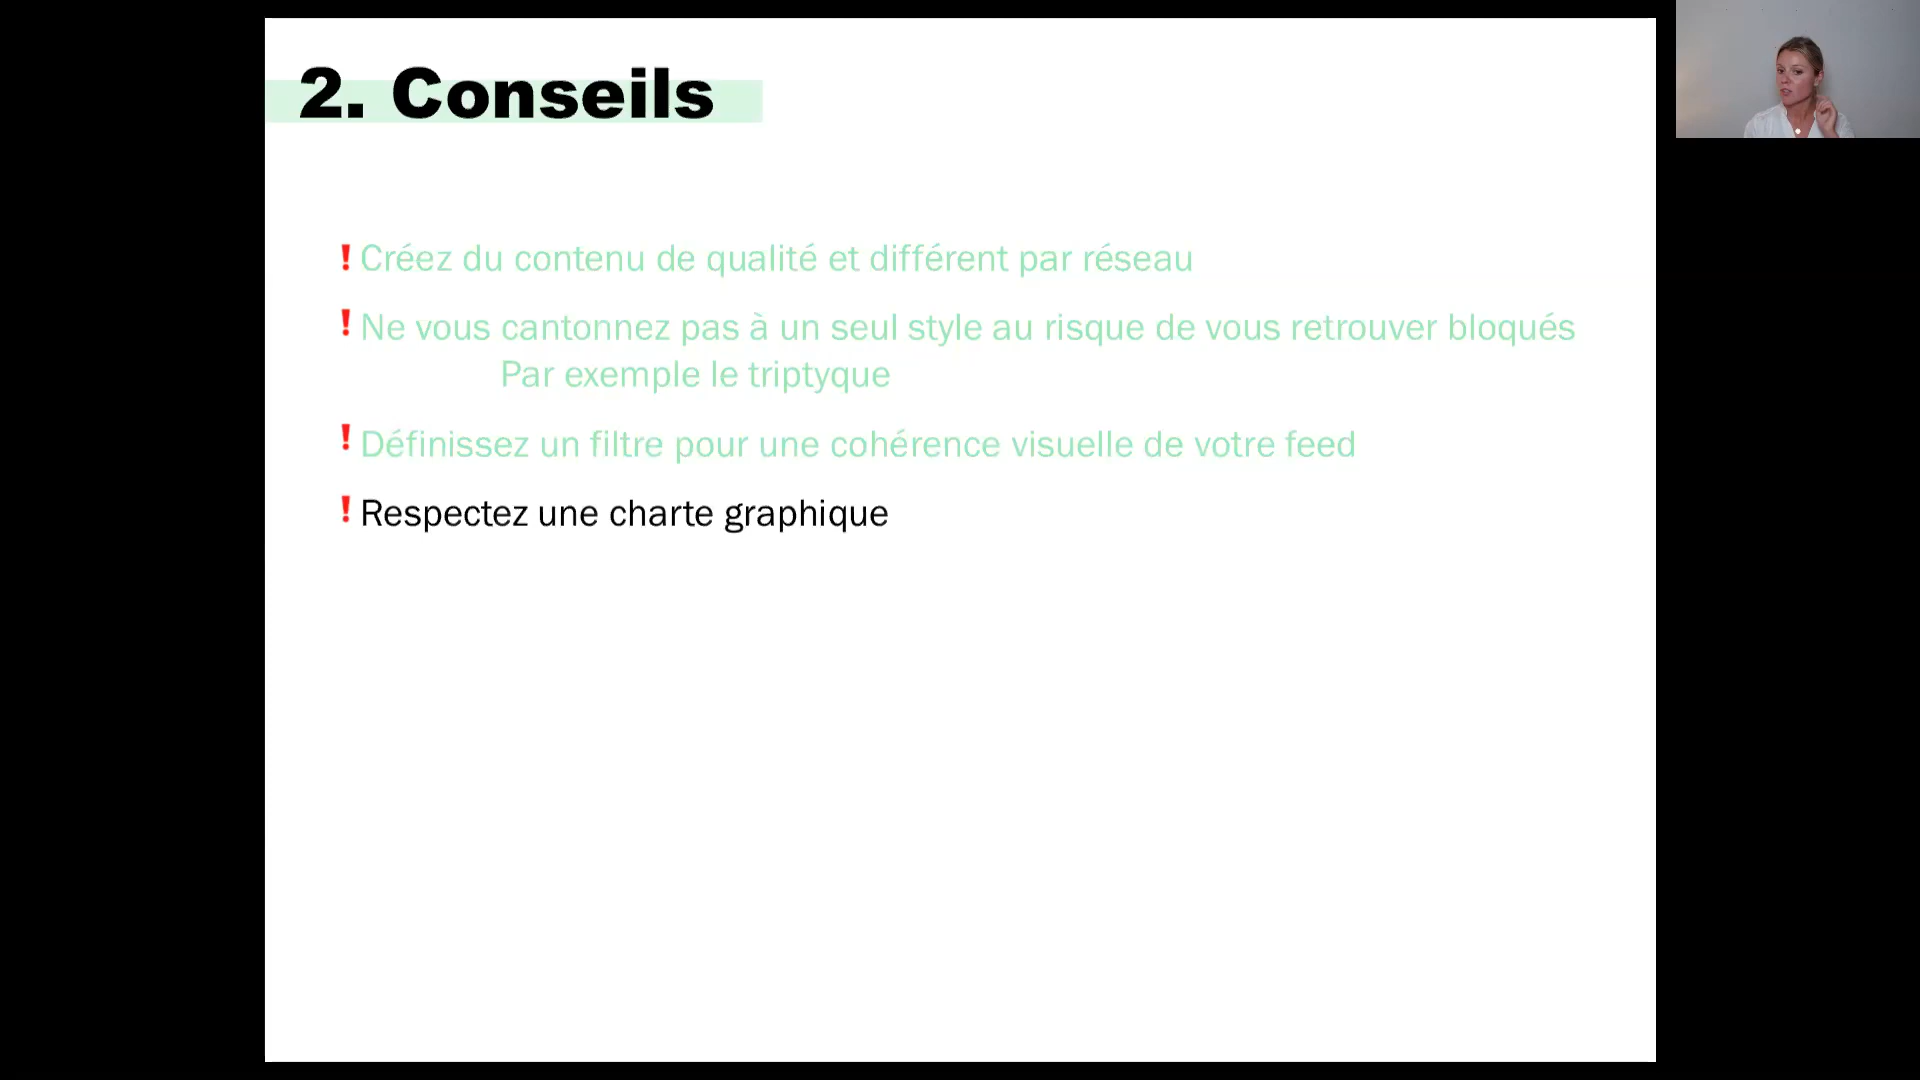 2. Conseils
! Créez du contenu de qualité et différent par réseau
! Ne vous cantonnez pas à un seul style au risque de vous retrouver bloqués
Par exemple le triptyque
! Définissez un filtre pour une cohérence visuelle de votre feed
! Respectez une charte graphique